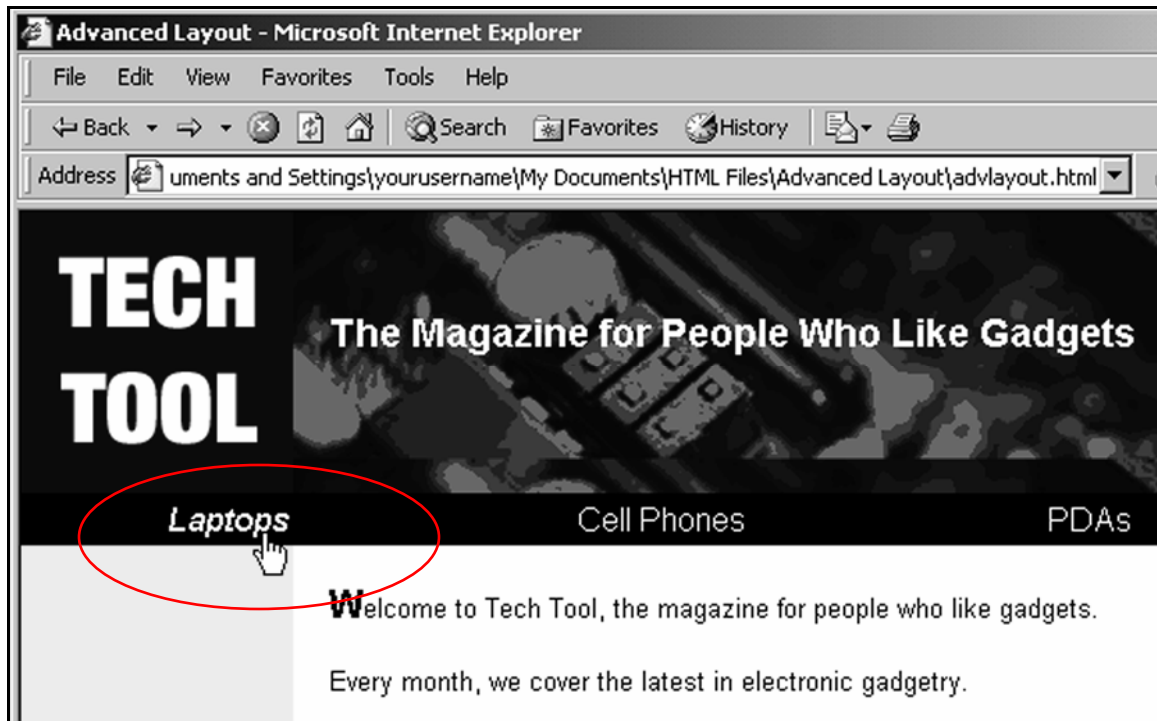 Advanced Layout - Microsoft Internet Explorer
File Edit View Favorites Tools Help
Back Search Favorites History
Address uments and Settings\yourusername\My Documents\HTML Files\Advanced Layout\advlayout.html
TECH
TOOL
The Magazine for People Who Like Gadgets
Laptops Cell Phones PDAs
Welcome to Tech Tool, the magazine for people who like gadgets.
Every month, we cover the latest in electronic gadgetry.